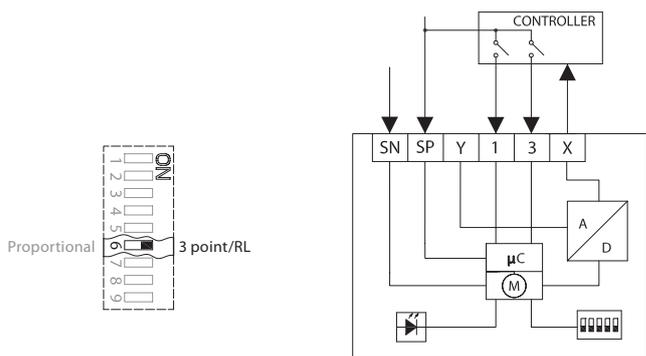 CONTROLLER
SN SP Y 1 3 X
A
D
µC
M
ON
1
2
3
4
5
Proportional 6 3 point/RL
7
8
9